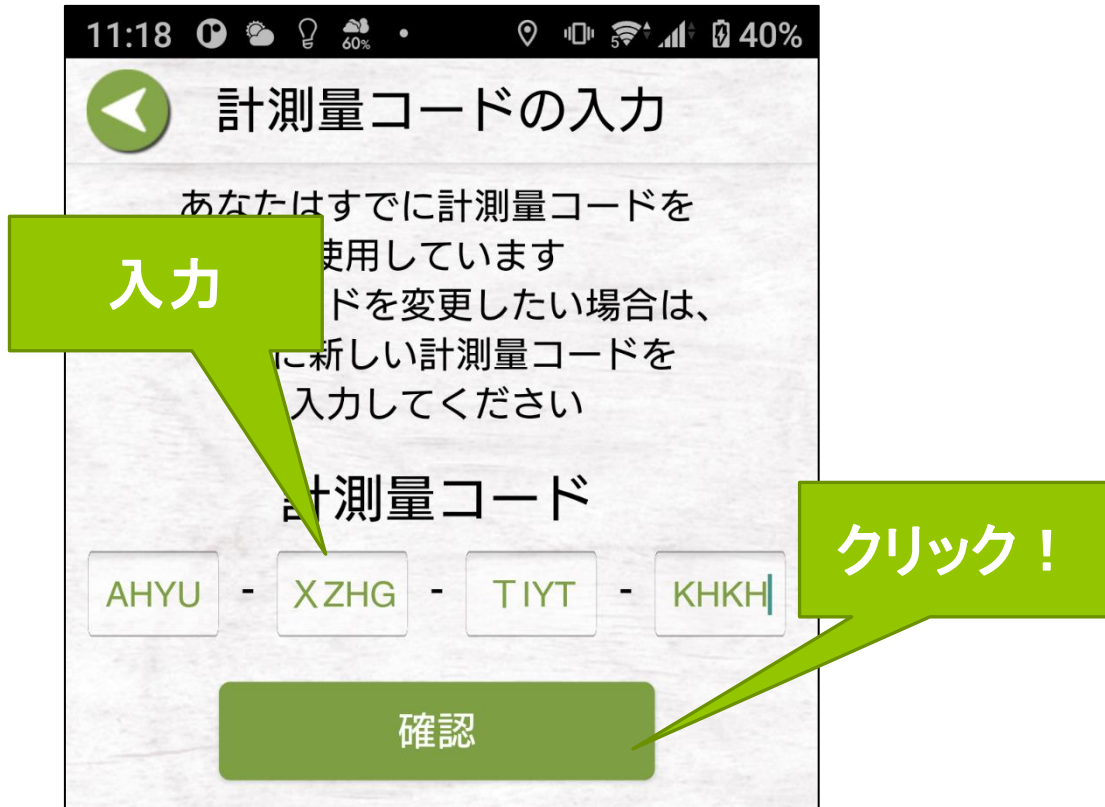 11:18 60% 5 40%
計測量コードの入力
あなたはすでに計測量コードを
使用しています
ドを変更したい場合は、
に新しい計測量コードを
入力してください
入力
計測量コード
AHYU - XZHG - TIYT - KHKH
クリック！
確認